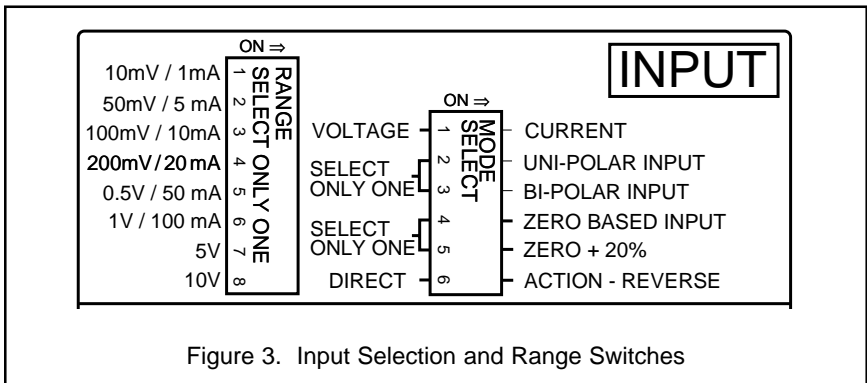 INPUT
ON ⇒
RANGE
SELECT ONLY ONE
10mV / 1mA 1
50mV / 5 mA 2
100mV / 10mA 3
200mV / 20 mA 4
0.5V / 50 mA 5
1V / 100 mA 6
5V 7
10V 8
ON ⇒
MODE
SELECT
VOLTAGE 1 CURRENT
SELECT
ONLY ONE
2 UNI-POLAR INPUT
3 BI-POLAR INPUT
SELECT
ONLY ONE
4 ZERO BASED INPUT
5 ZERO + 20%
DIRECT 6 ACTION - REVERSE
Figure 3. Input Selection and Range Switches